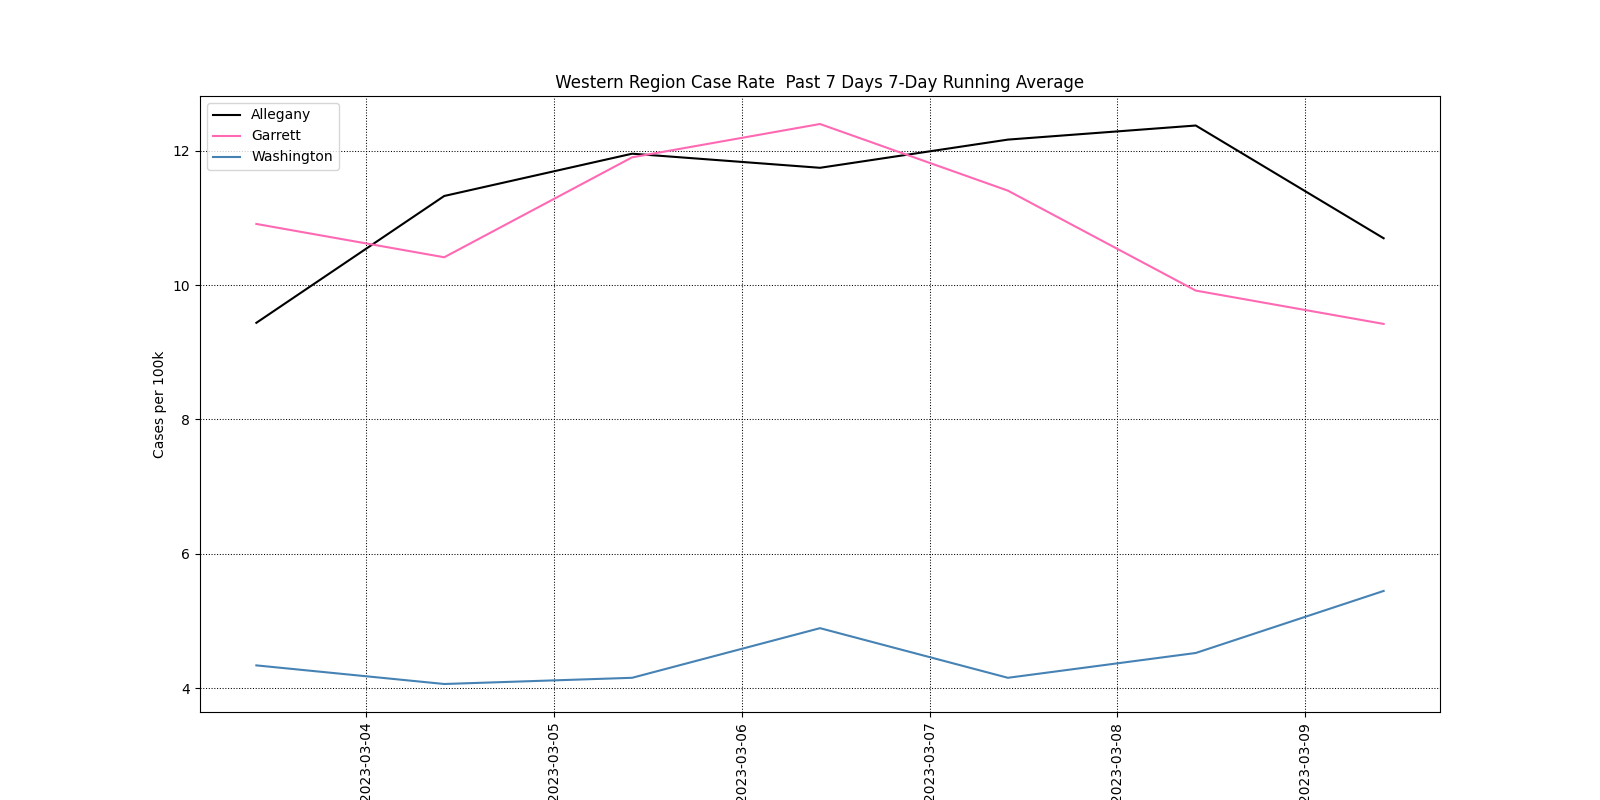 Western Region Case Rate  Past 7 Days 7-Day Running Average
Allegany
Garrett
Washington
12
10
8
6
4
Cases per 100k
2023-03-04
2023-03-05
2023-03-06
2023-03-07
2023-03-08
2023-03-09